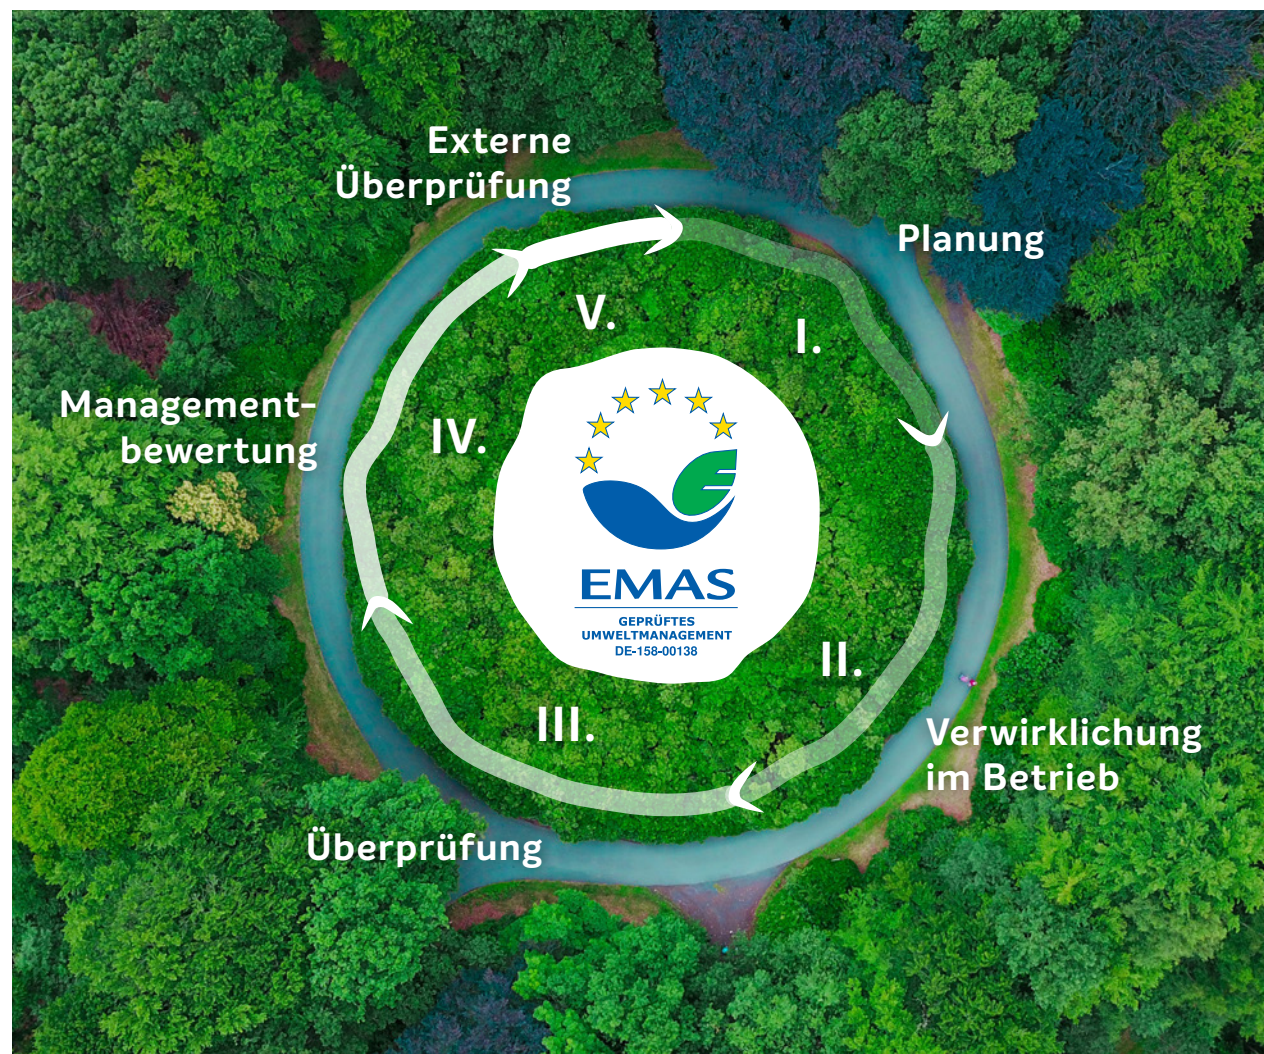 Externe
Überprüfung
Planung
V.
I.
Management-
bewertung
IV.
EMAS
GEPRÜFTES
UMWELTMANAGEMENT
DE-158-00138
II.
III.
Verwirklichung
im Betrieb
Überprüfung